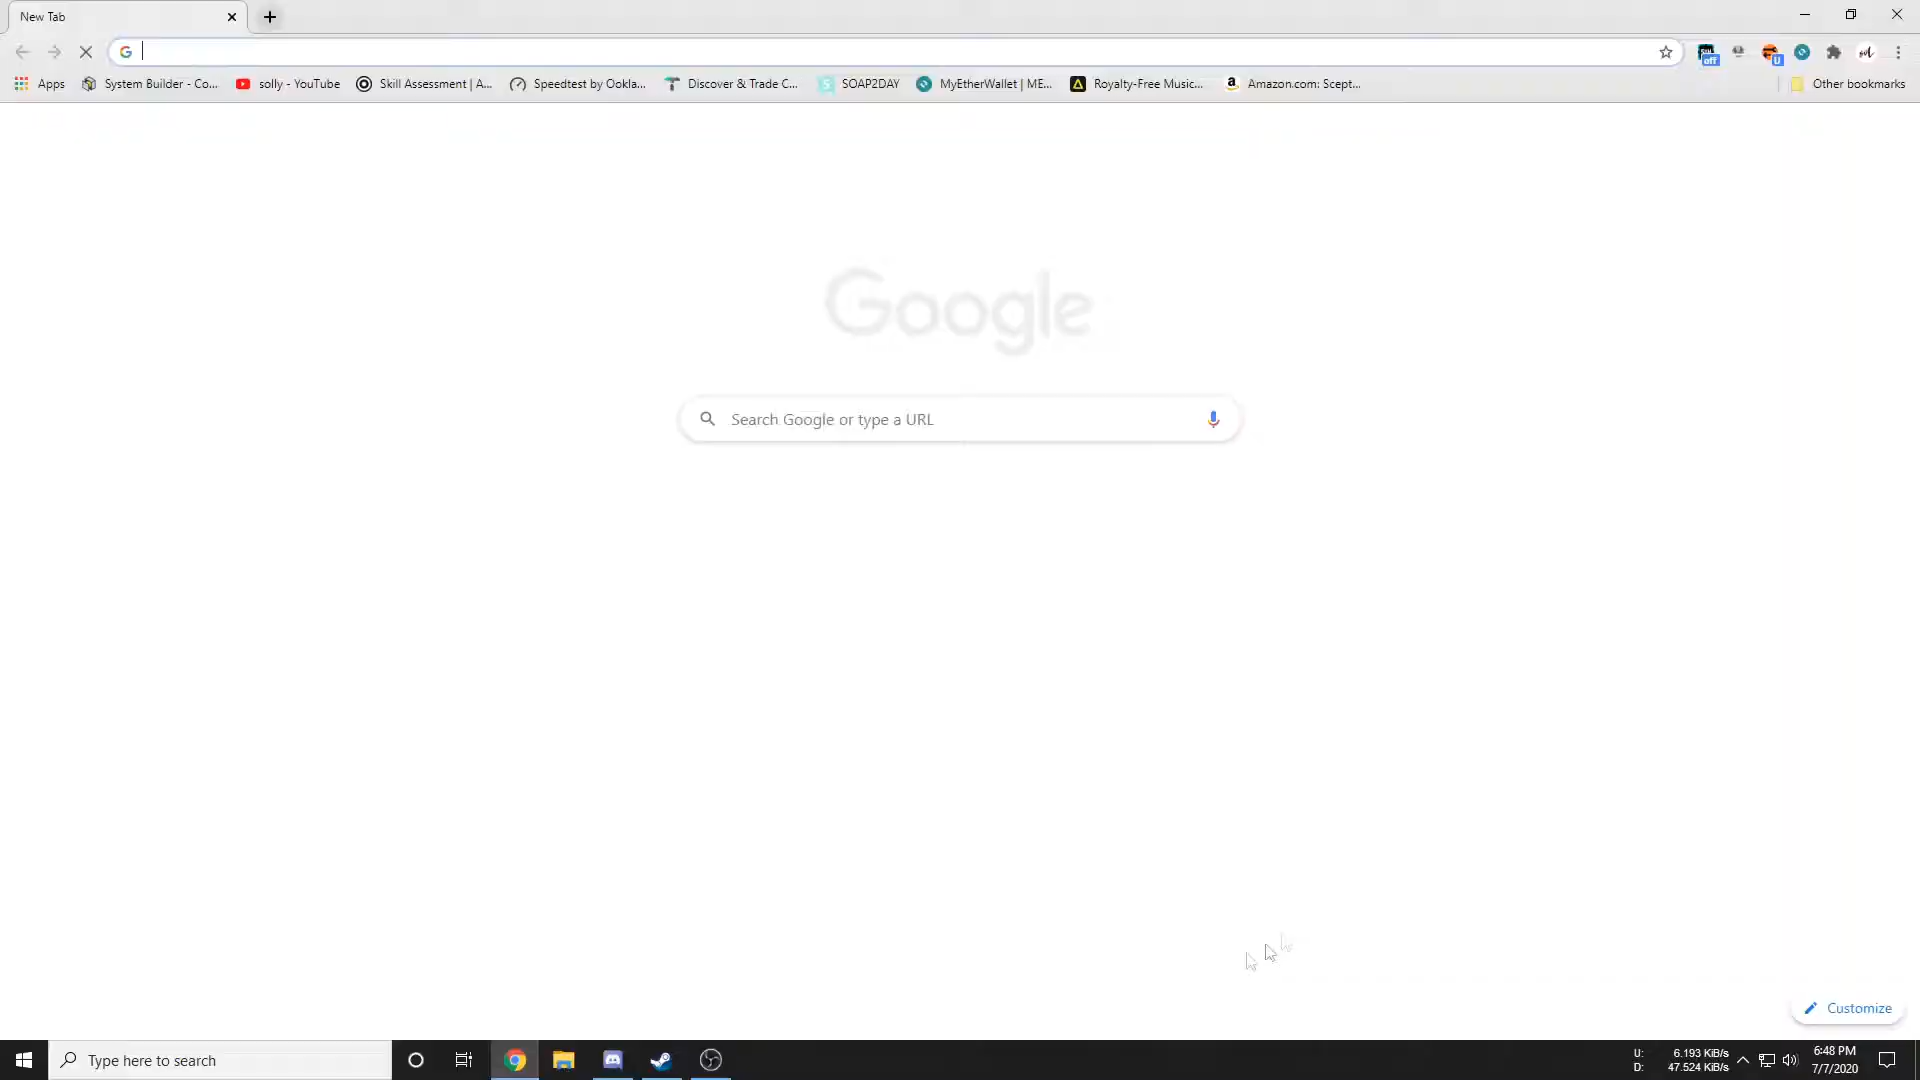 New Tab
Apps System Builder - Co... solly - YouTube Skill Assessment | A... Speedtest by Ookla... Discover & Trade C... SOAP2DAY MyEtherWallet | ME... Royalty-Free Music... Amazon.com: Scept... Other bookmarks
off
U
Google
Search Google or type a URL
Customize
Type here to search
U: 6.193 KiB/s
D: 47.524 KiB/s
6:48 PM
7/7/2020